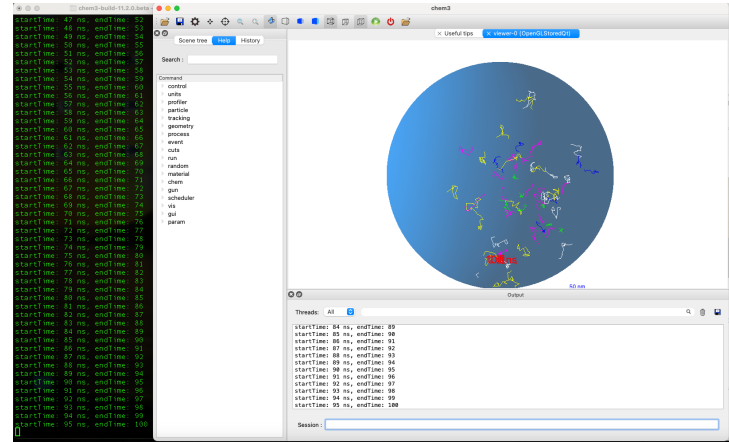 chem3-build-11.2.0.beta
startTime: 47 ns, endTime: 52
startTime: 48 ns, endTime: 53
startTime: 49 ns, endTime: 54
startTime: 50 ns, endTime: 55
startTime: 51 ns, endTime: 56
startTime: 52 ns, endTime: 57
startTime: 53 ns, endTime: 58
startTime: 54 ns, endTime: 59
startTime: 55 ns, endTime: 60
startTime: 56 ns, endTime: 61
startTime: 57 ns, endTime: 62
startTime: 58 ns, endTime: 63
startTime: 59 ns, endTime: 64
startTime: 60 ns, endTime: 65
startTime: 61 ns, endTime: 66
startTime: 62 ns, endTime: 67
startTime: 63 ns, endTime: 68
startTime: 64 ns, endTime: 69
startTime: 65 ns, endTime: 70
startTime: 66 ns, endTime: 71
startTime: 67 ns, endTime: 72
startTime: 68 ns, endTime: 73
startTime: 69 ns, endTime: 74
startTime: 70 ns, endTime: 75
startTime: 71 ns, endTime: 76
startTime: 72 ns, endTime: 77
startTime: 73 ns, endTime: 78
startTime: 74 ns, endTime: 79
startTime: 75 ns, endTime: 80
startTime: 76 ns, endTime: 81
startTime: 77 ns, endTime: 82
startTime: 78 ns, endTime: 83
startTime: 79 ns, endTime: 84
startTime: 80 ns, endTime: 85
startTime: 81 ns, endTime: 86
startTime: 82 ns, endTime: 87
startTime: 83 ns, endTime: 88
startTime: 84 ns, endTime: 89
startTime: 85 ns, endTime: 90
startTime: 86 ns, endTime: 91
startTime: 87 ns, endTime: 92
startTime: 88 ns, endTime: 93
startTime: 89 ns, endTime: 94
startTime: 90 ns, endTime: 95
startTime: 91 ns, endTime: 96
startTime: 92 ns, endTime: 97
startTime: 93 ns, endTime: 98
startTime: 94 ns, endTime: 99
startTime: 95 ns, endTime: 100
chem3
Scene tree Help History
Search :
Command
control
units
profiler
particle
tracking
geometry
process
event
cuts
run
random
material
chem
gun
scheduler
vis
gui
param
Useful tips
viewer-0 (OpenGLStoredQt)
ns
50 nm
Output
Threads: All
startTime: 84 ns, endTime: 89
startTime: 85 ns, endTime: 90
startTime: 86 ns, endTime: 91
startTime: 87 ns, endTime: 92
startTime: 88 ns, endTime: 93
startTime: 89 ns, endTime: 94
startTime: 90 ns, endTime: 95
startTime: 91 ns, endTime: 96
startTime: 92 ns, endTime: 97
startTime: 93 ns, endTime: 98
startTime: 94 ns, endTime: 99
startTime: 95 ns, endTime: 100
Session :